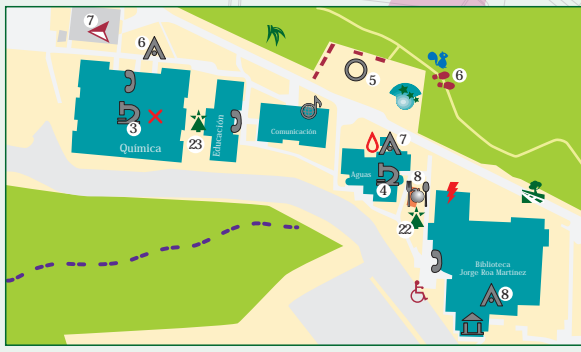 7
6
5
6
3
Química
23
Educación
Comunicación
7
Aguas
4
8
22
Biblioteca
Jorge Roa Martínez
8